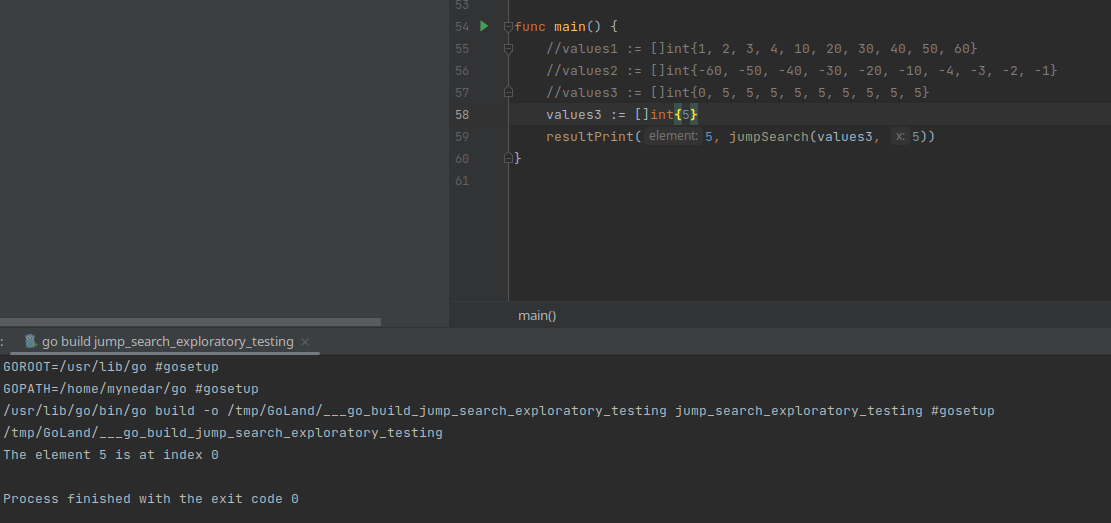 53
54 func main() {
55 //values1 := []int{1, 2, 3, 4, 10, 20, 30, 40, 50, 60}
56 //values2 := []int{-60, -50, -40, -30, -20, -10, -4, -3, -2, -1}
57 //values3 := []int{0, 5, 5, 5, 5, 5, 5, 5, 5, 5}
58 values3 := []int{5}
59 resultPrint( element: 5, jumpSearch(values3, x: 5))
60 }
61
main()
: go build jump_search_exploratory_testing ×
GOROOT=/usr/lib/go #gosetup
GOPATH=/home/mynedar/go #gosetup
/usr/lib/go/bin/go build -o /tmp/GoLand/___go_build_jump_search_exploratory_testing jump_search_exploratory_testing #gosetup
/tmp/GoLand/___go_build_jump_search_exploratory_testing
The element 5 is at index 0
Process finished with the exit code 0